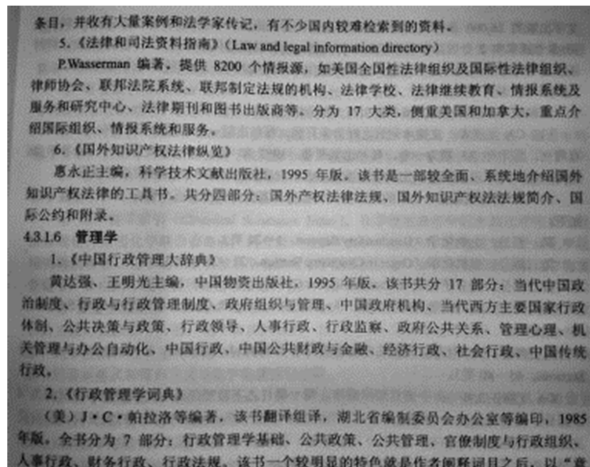 条目，并收有大量案例和法学家传记，有不少国内较难检索到的资料。
5．《法律和司法资料指南》（Law and legal information directory）
P.Wasserman 编著，提供 8200 个情报源，如美国全国性法律组织及国际性法律组织、
律师协会、联邦法院系统、联邦制定法规的机构、法律学校、法律继续教育、情报系统及
服务和研究中心、法律期刊和图书出版商等。分为 17 大类，侧重美国和加拿大，重点介
绍国际组织、情报系统和服务。
6．《国外知识产权法律纵览》
惠永正主编，科学技术文献出版社，1995 年版。该书是一部较全面、系统地介绍国外
知识产权法律的工具书。共分四部分：国外产权法律法规、国外知识产权法法规简介、国
际公约和附录。
4.3.1.6 管理学
1．《中国行政管理大辞典》
黄达强、王明光主编，中国物资出版社，1995 年版。该书共分 17 部分：当代中国政
治制度、行政与行政管理制度、政府组织与管理、中国政府机构、当代西方主要国家行政
体制、公共决策与政策、行政领导、人事行政、行政监察、政府公共关系、管理心理、机
关管理与办公自动化、中国行政、中国公共财政与金融、经济行政、社会行政、中国传统
行政。
2．《行政管理学词典》
（美）J·C·帕拉洛等编著，该书翻译组译，湖北省编制委员会办公室等编印，1985
年版。全书分为 7 部分：行政管理学基础、公共政策、公共管理、官僚制度与行政组织、
人事行政、财务行政、行政法规。该书一个较明显的特色就是作者阐释词目之后，以“意